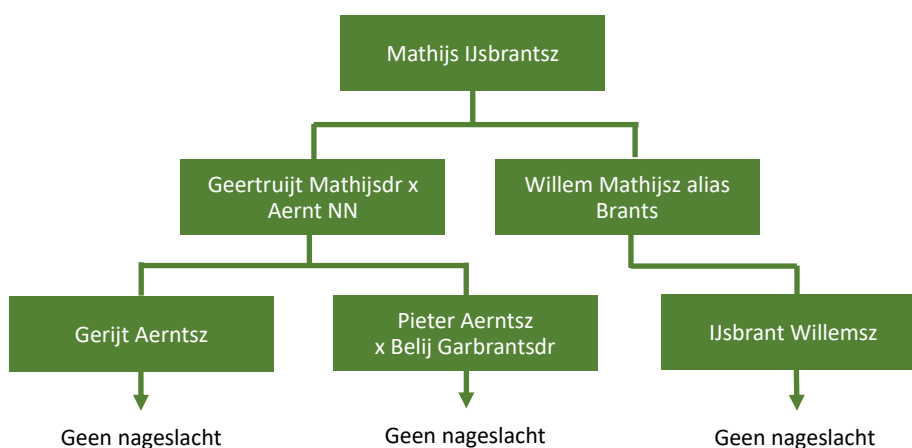 Mathijs IJsbrantsz
Geertruijt Mathijsdr x
Aernt NN
Willem Mathijsz alias
Brants
Gerijt Aerntsz
Pieter Aerntsz
x Belij Garbrantsdr
IJsbrant Willemsz
Geen nageslacht
Geen nageslacht
Geen nageslacht